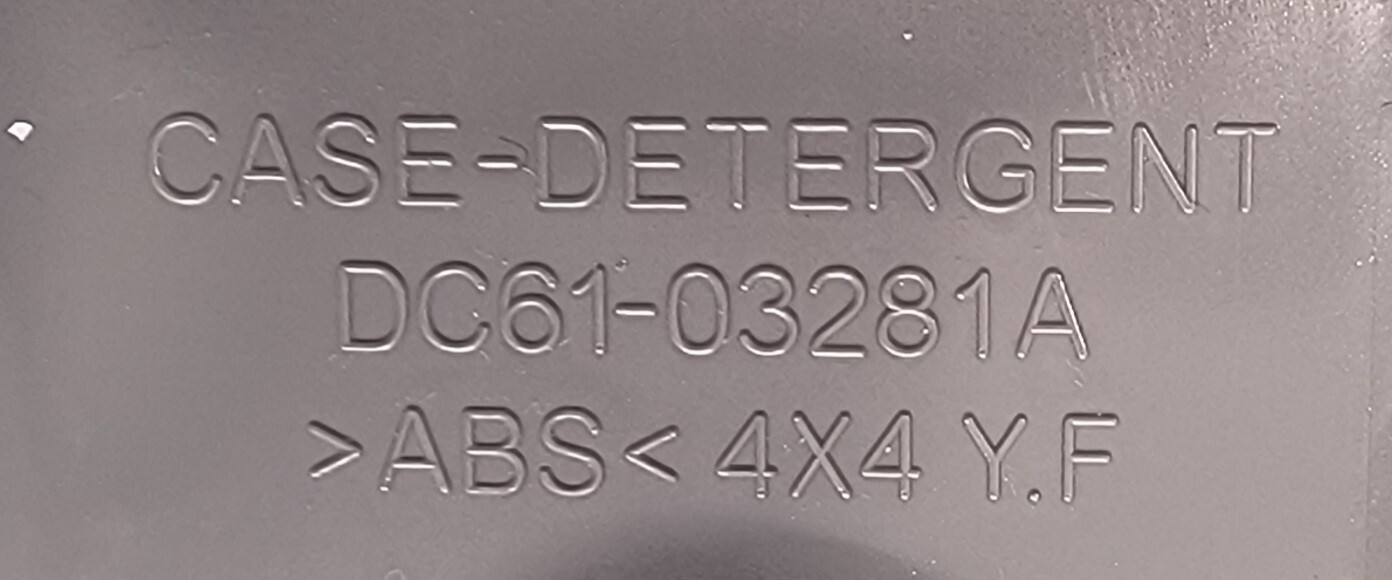 CASE-DETERGENT
DC61-03281A
>ABS< 4X4 Y.F